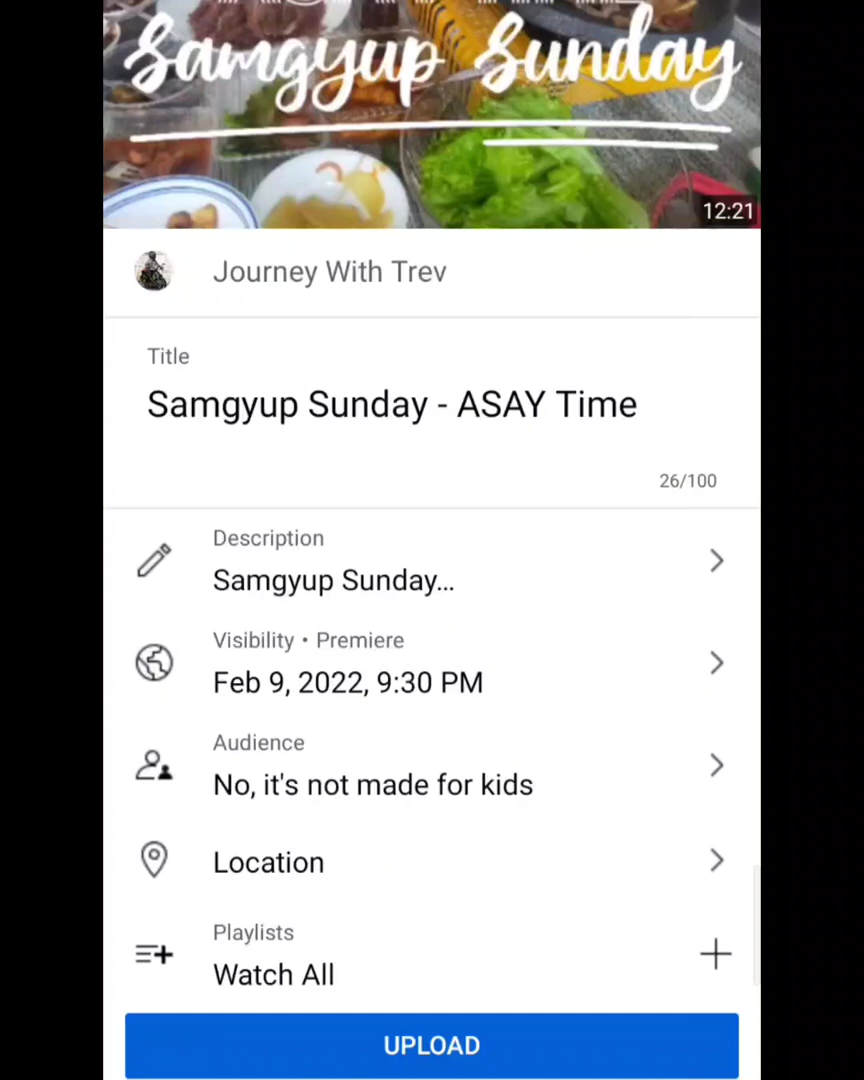 Samgyup Sunday
12:21
Journey With Trev
Title
Samgyup Sunday - ASAY Time
26/100
Description
Samgyup Sunday...
Visibility • Premiere
Feb 9, 2022, 9:30 PM
Audience
No, it's not made for kids
Location
Playlists
Watch All
UPLOAD